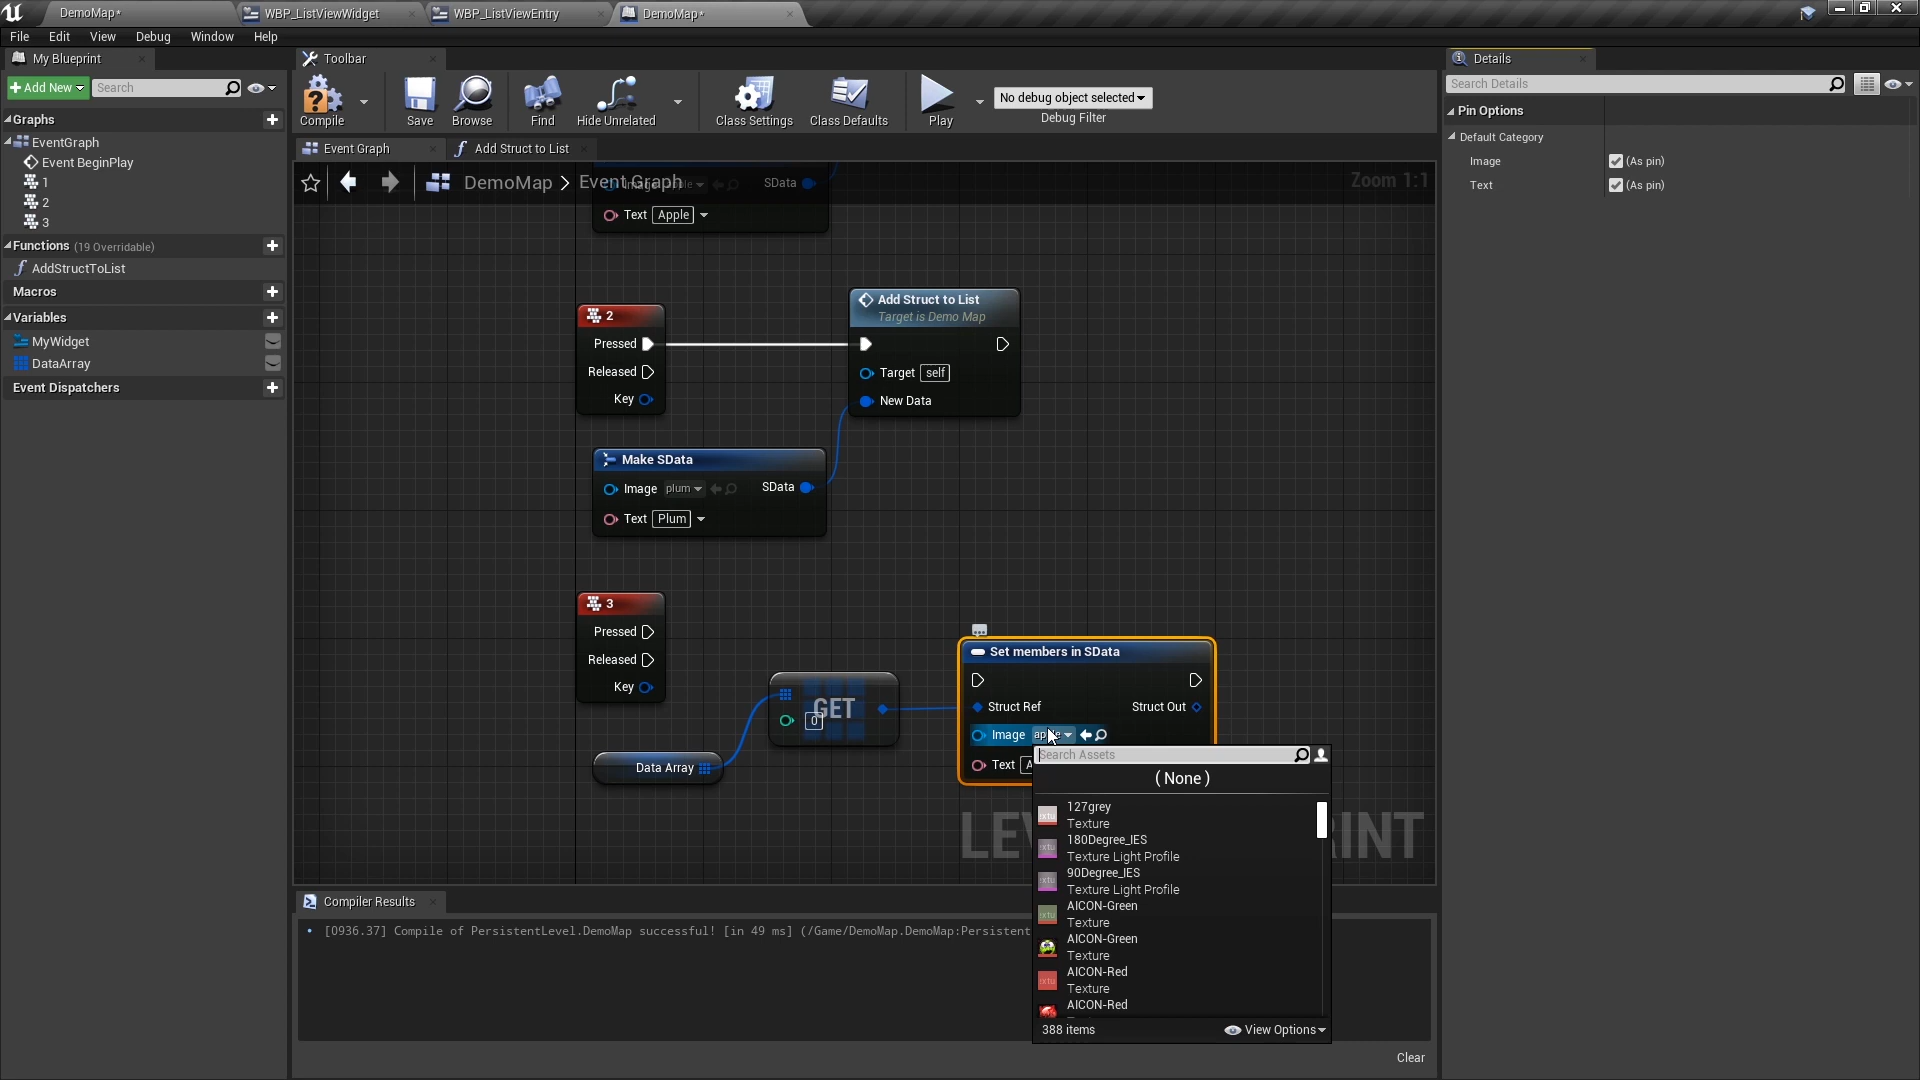 DemoMap*
WBP_ListViewWidget
WBP_ListViewEntry
DemoMap*
File Edit View Debug Window Help
My Blueprint
Add New
Search
Graphs
EventGraph
Event BeginPlay
1
2
3
Functions (19 Overridable)
AddStructToList
Macros
Variables
MyWidget
DataArray
Event Dispatchers
Toolbar
Compile
Save
Browse
Find
Hide Unrelated
Class Settings
Class Defaults
Play
No debug object selected
Debug Filter
Event Graph
Add Struct to List
DemoMap > Event Graph
Zoom 1:1
SData
Text Apple
2
Pressed
Released
Key
Add Struct to List
Target is Demo Map
Target self
New Data
Make SData
Image plum
SData
Text Plum
3
Pressed
Released
Key
GET
0
Data Array
Set members in SData
Struct Ref
Struct Out
Image
Text
Search Assets
( None )
127grey
Texture
180Degree_IES
Texture Light Profile
90Degree_IES
Texture Light Profile
AICON-Green
Texture
AICON-Green
Texture
AICON-Red
Texture
AICON-Red
388 items
View Options
Compiler Results
[0936.37] Compile of PersistentLevel.DemoMap successful! [in 49 ms] (/Game/DemoMap.DemoMap:Persistent
Clear
Details
Search Details
Pin Options
Default Category
Image (As pin)
Text (As pin)